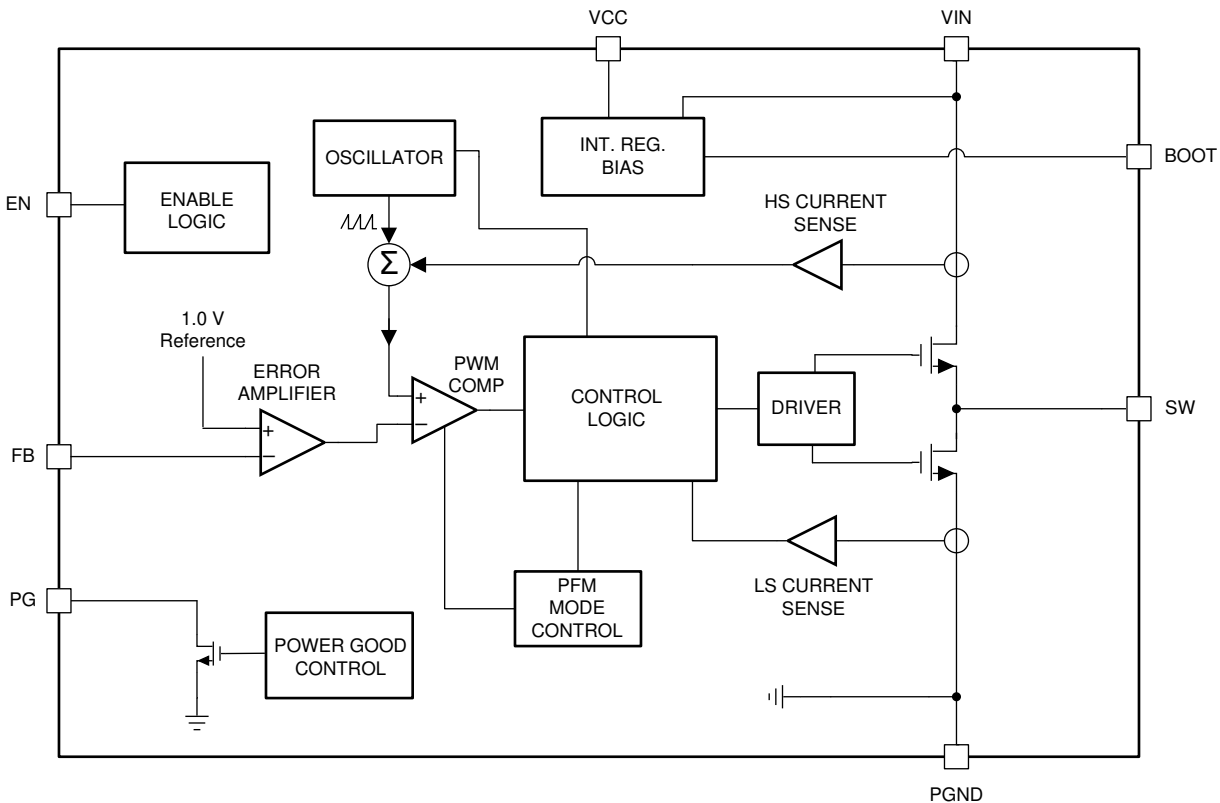 VCC
VIN
OSCILLATOR
INT. REG.
BIAS
BOOT
EN
ENABLE
LOGIC
HS CURRENT
SENSE
Σ
1.0 V
Reference
ERROR
AMPLIFIER
PWM
COMP
+
−
CONTROL
LOGIC
DRIVER
SW
+
−
FB
PG
POWER GOOD
CONTROL
PFM
MODE
CONTROL
LS CURRENT
SENSE
PGND